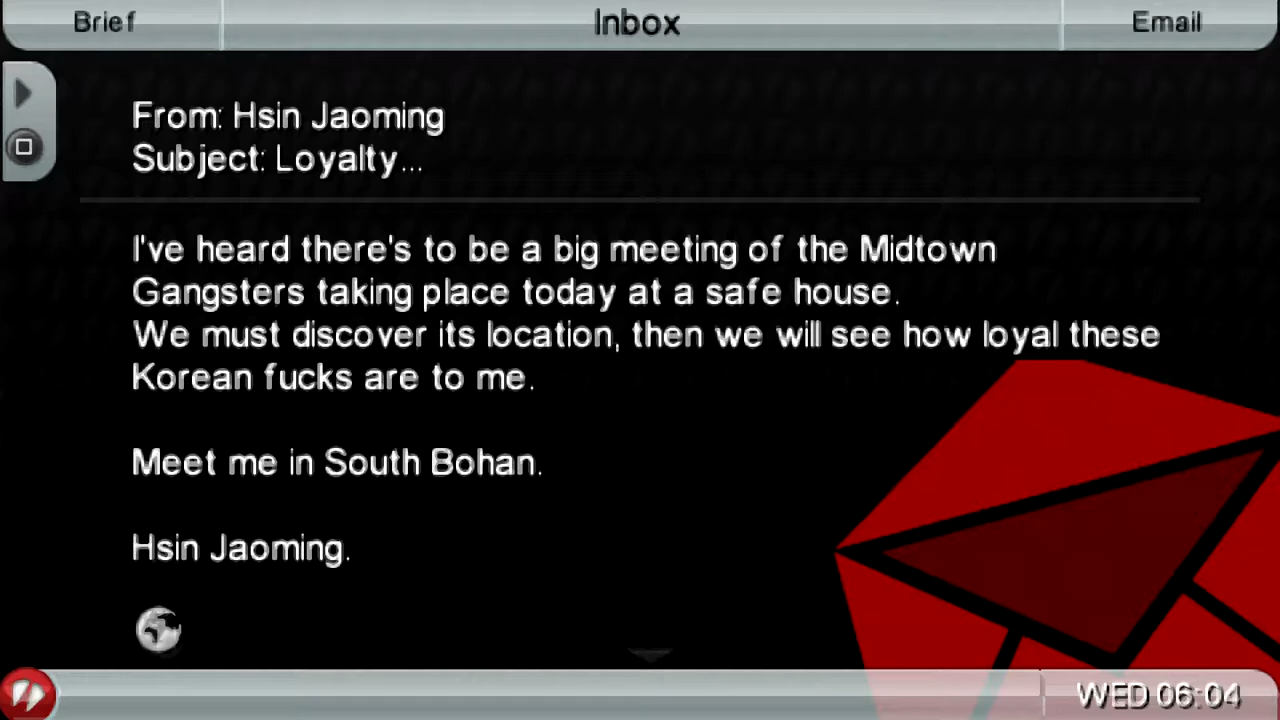 Brief
Inbox
Email
From: Hsin Jaoming
Subject: Loyalty...
I've heard there's to be a big meeting of the Midtown
Gangsters taking place today at a safe house.
We must discover its location, then we will see how loyal these
Korean fucks are to me.
Meet me in South Bohan.
Hsin Jaoming.
WED 06:04